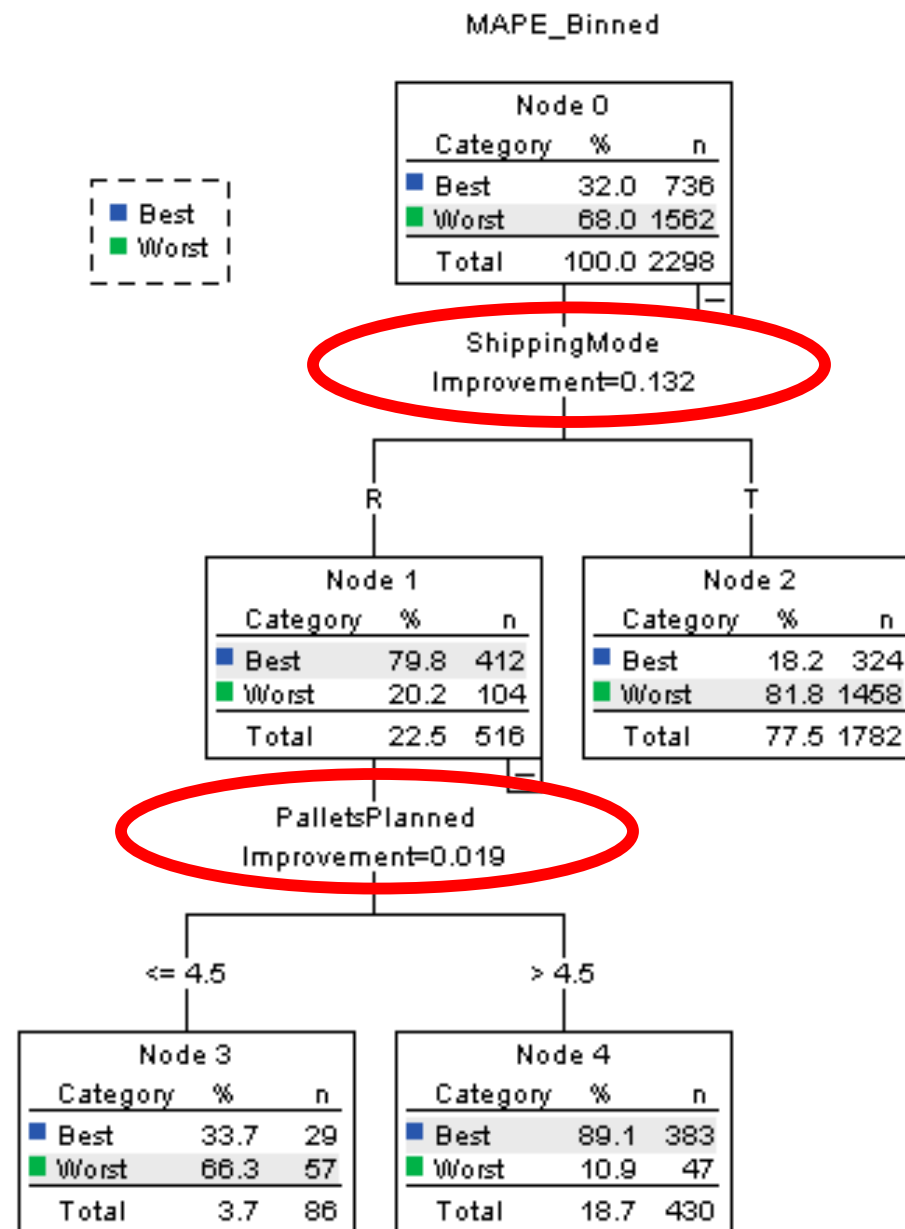 MAPE_Binned
Best
Worst
Node 0
Category % n
Best 32.0 736
Worst 68.0 1562
Total 100.0 2298
ShippingMode
Improvement=0.132
R
T
Node 1
Category % n
Best 79.8 412
Worst 20.2 104
Total 22.5 516
Node 2
Category % n
Best 18.2 324
Worst 81.8 1458
Total 77.5 1782
PalletsPlanned
Improvement=0.019
<= 4.5
> 4.5
Node 3
Category % n
Best 33.7 29
Worst 66.3 57
Total 3.7 86
Node 4
Category % n
Best 89.1 383
Worst 10.9 47
Total 18.7 430